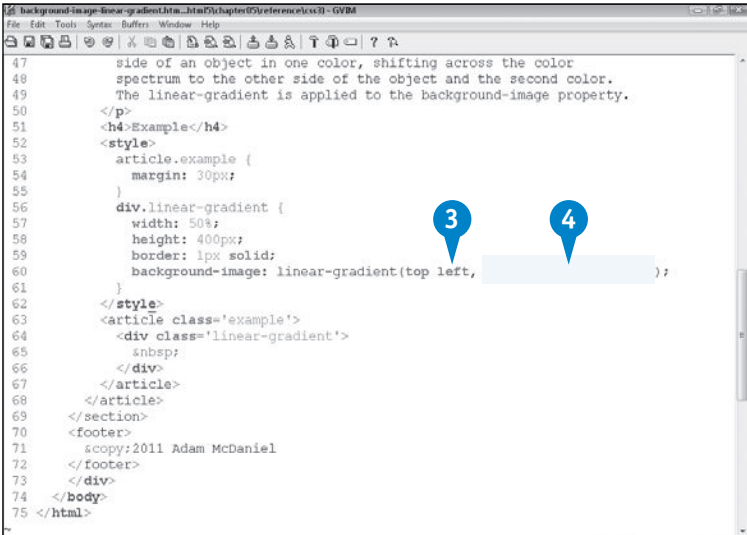 background-image-linear-gradient.htm...html5\chapter05\reference\css3) - GVIM
File Edit Tools Syntax Buffers Window Help
47 side of an object in one color, shifting across the color
48 spectrum to the other side of the object and the second color.
49 The linear-gradient is applied to the background-image property.
50 </p>
51 <h4>Example</h4>
52 <style>
53 article.example {
54 margin: 30px;
55 }
56 div.linear-gradient {
57 width: 50%;
58 height: 400px;
59 border: 1px solid;
3 4
60 background-image: linear-gradient(top left, );
61 }
62 </style>
63 <article class='example'>
64 <div class='linear-gradient'>
65 &nbsp;
66 </div>
67 </article>
68 </article>
69 </section>
70 <footer>
71 &copy;2011 Adam McDaniel
72 </footer>
73 </div>
74 </body>
75 </html>
~